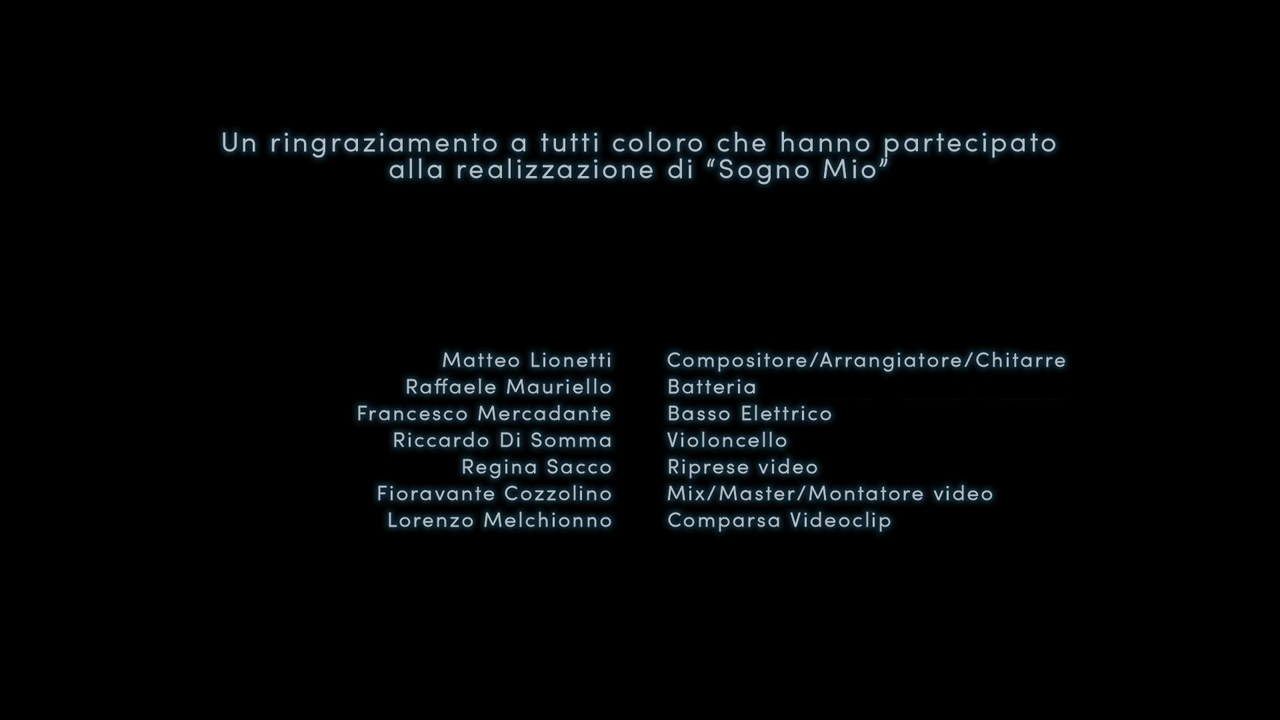 Un ringraziamento a tutti coloro che hanno partecipato
alla realizzazione di “Sogno Mio”
Matteo Lionetti Compositore/Arrangiatore/Chitarre
Raffaele Mauriello Batteria
Francesco Mercadante Basso Elettrico
Riccardo Di Somma Violoncello
Regina Sacco Riprese video
Fioravante Cozzolino Mix/Master/Montatore video
Lorenzo Melchionno Comparsa Videoclip